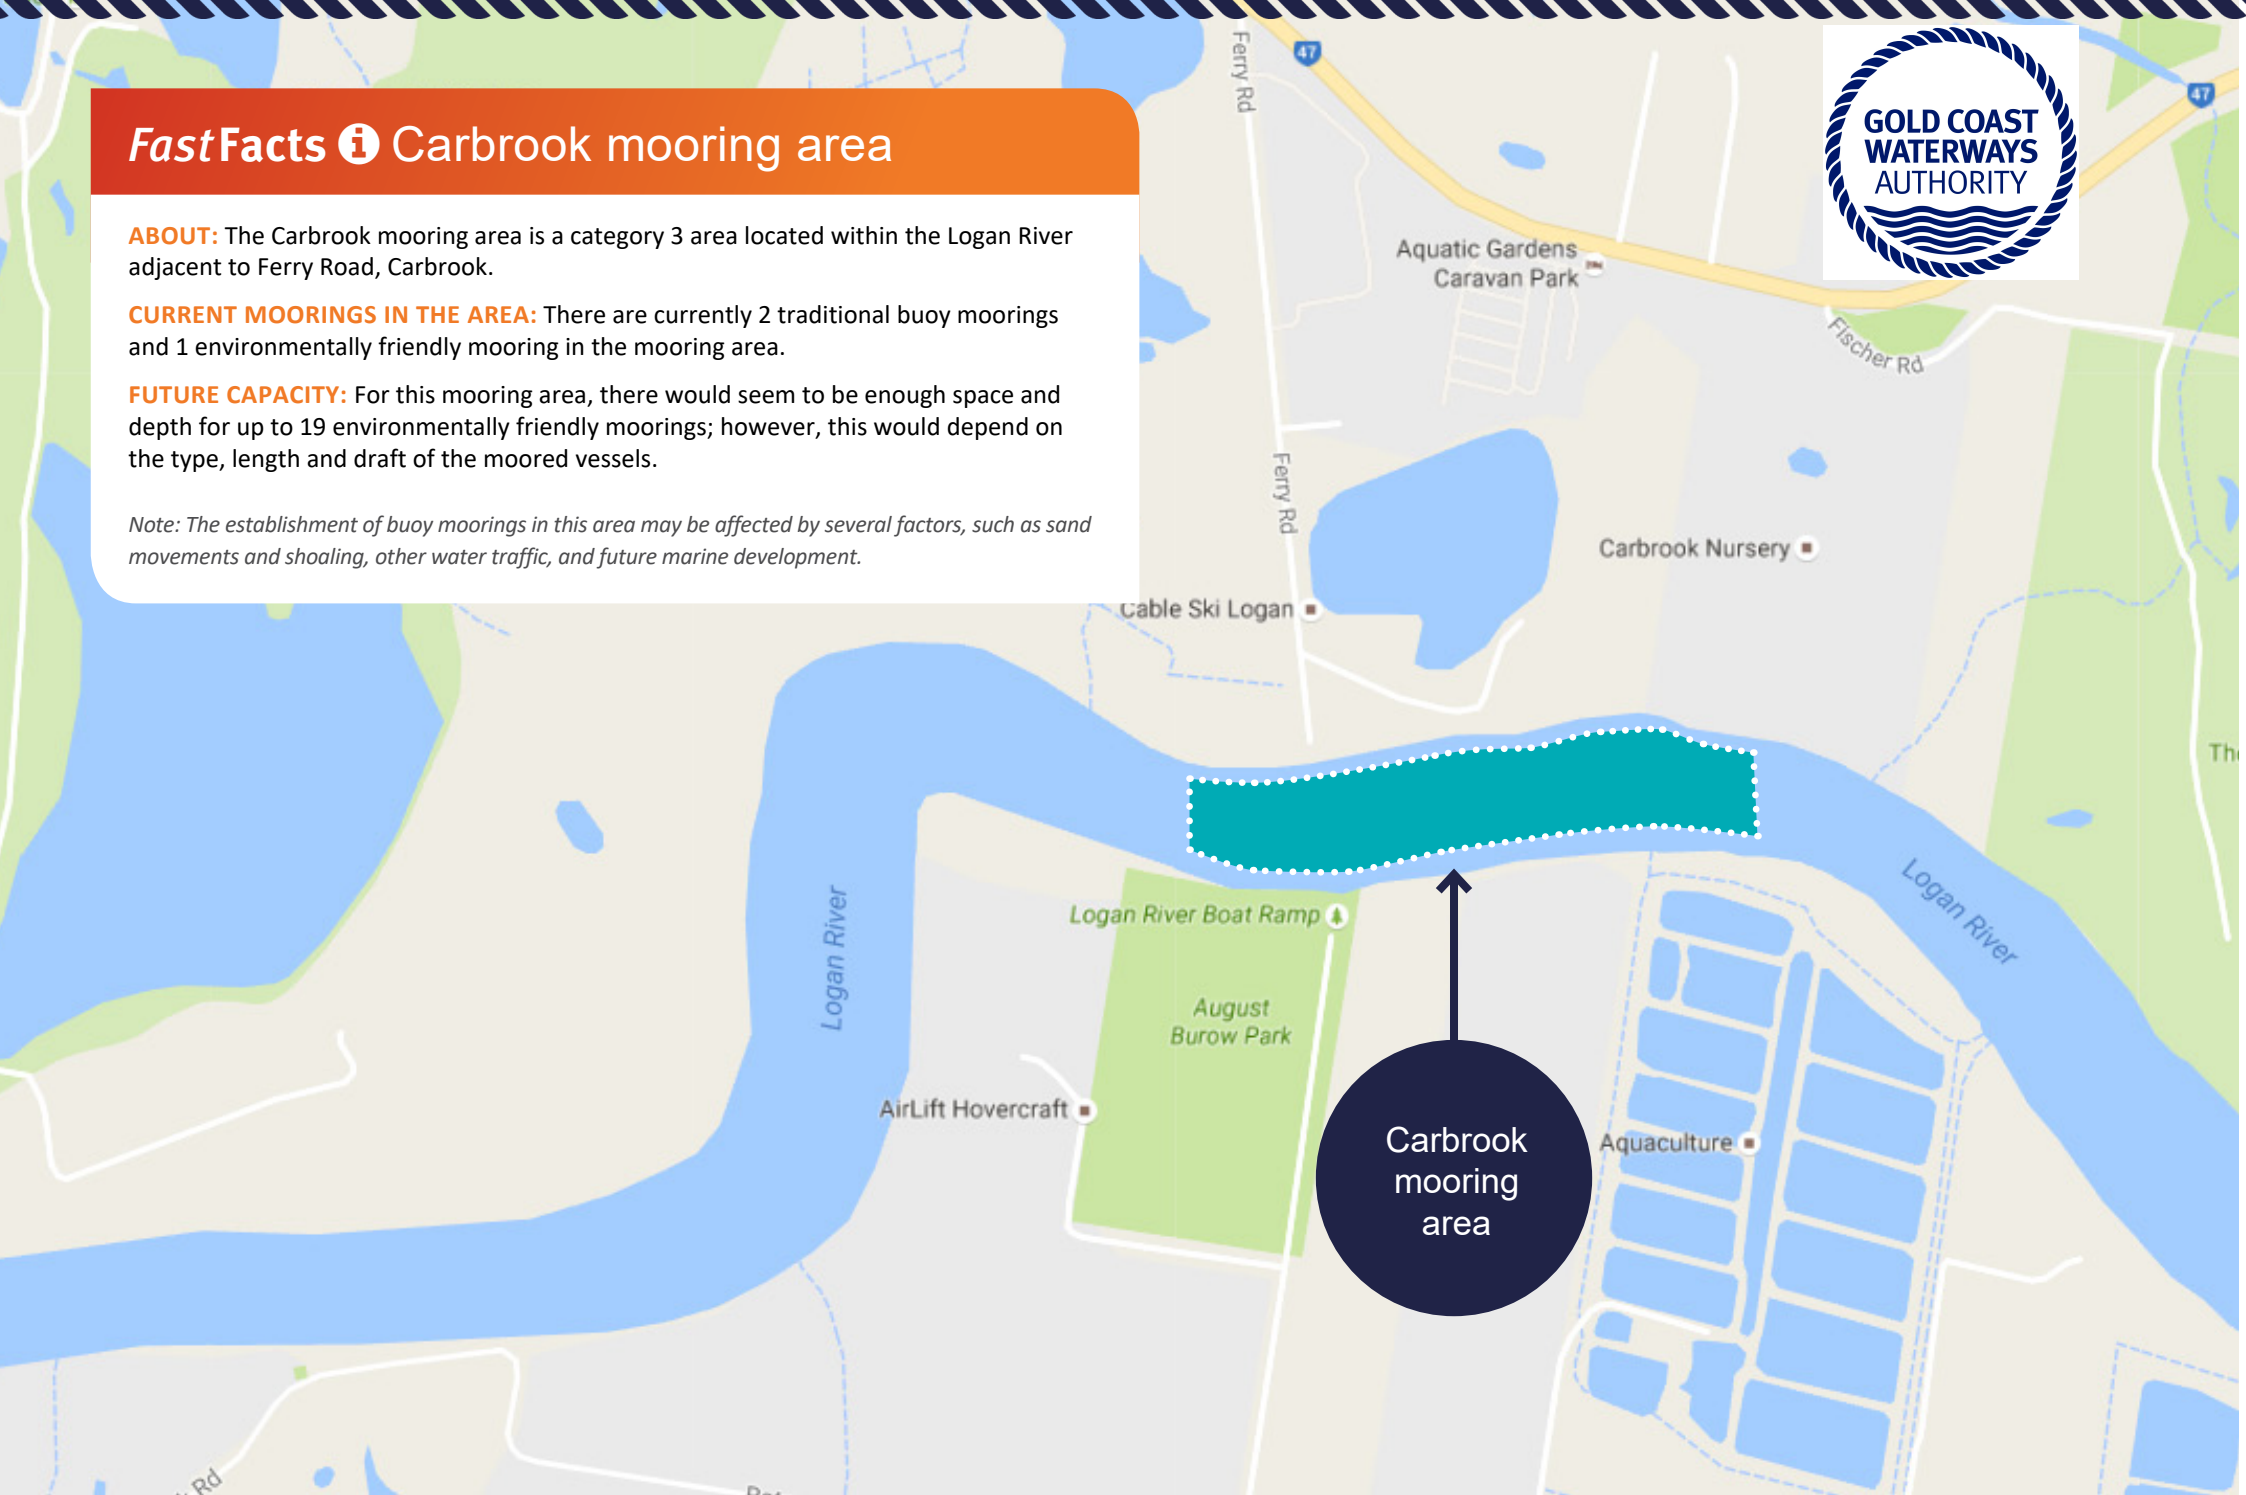 FastFacts i Carbrook mooring area
ABOUT: The Carbrook mooring area is a category 3 area located within the Logan River
adjacent to Ferry Road, Carbrook.
CURRENT MOORINGS IN THE AREA: There are currently 2 traditional buoy moorings
and 1 environmentally friendly mooring in the mooring area.
FUTURE CAPACITY: For this mooring area, there would seem to be enough space and
depth for up to 19 environmentally friendly moorings; however, this would depend on
the type, length and draft of the moored vessels.
Note: The establishment of buoy moorings in this area may be affected by several factors, such as sand
movements and shoaling, other water traffic, and future marine development.
GOLD COAST
WATERWAYS
AUTHORITY
47
47
Ferry Rd
Aquatic Gardens
Caravan Park
Fischer Rd
Ferry Rd
Carbrook Nursery
Cable Ski Logan
Logan River
Logan River
Logan River Boat Ramp
August
Burow Park
AirLift Hovercraft
Carbrook
mooring
area
Aquaculture
Rd